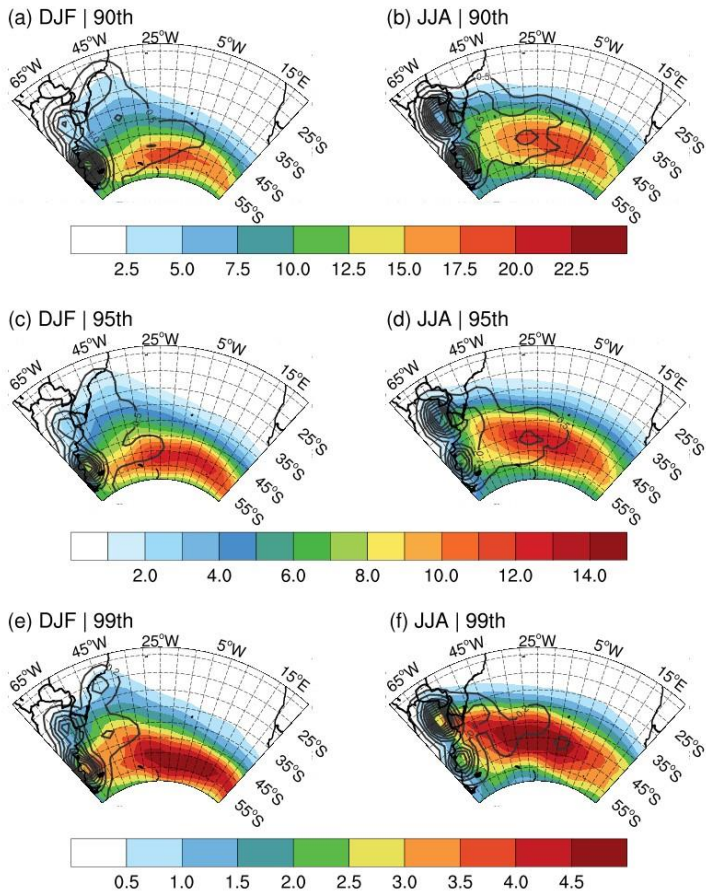 (a) DJF | 90th
(b) JJA | 90th
65°W 45°W 25°W 5°W 15°E 25°S 35°S 45°S 55°S
65°W 45°W 25°W 5°W 15°E 25°S 35°S 45°S 55°S
2.5 5.0 7.5 10.0 12.5 15.0 17.5 20.0 22.5
(c) DJF | 95th
(d) JJA | 95th
65°W 45°W 25°W 5°W 15°E 25°S 35°S 45°S 55°S
65°W 45°W 25°W 5°W 15°E 25°S 35°S 45°S 55°S
2.0 4.0 6.0 8.0 10.0 12.0 14.0
(e) DJF | 99th
(f) JJA | 99th
65°W 45°W 25°W 5°W 15°E 25°S 35°S 45°S 55°S
65°W 45°W 25°W 5°W 15°E 25°S 35°S 45°S 55°S
0.5 1.0 1.5 2.0 2.5 3.0 3.5 4.0 4.5